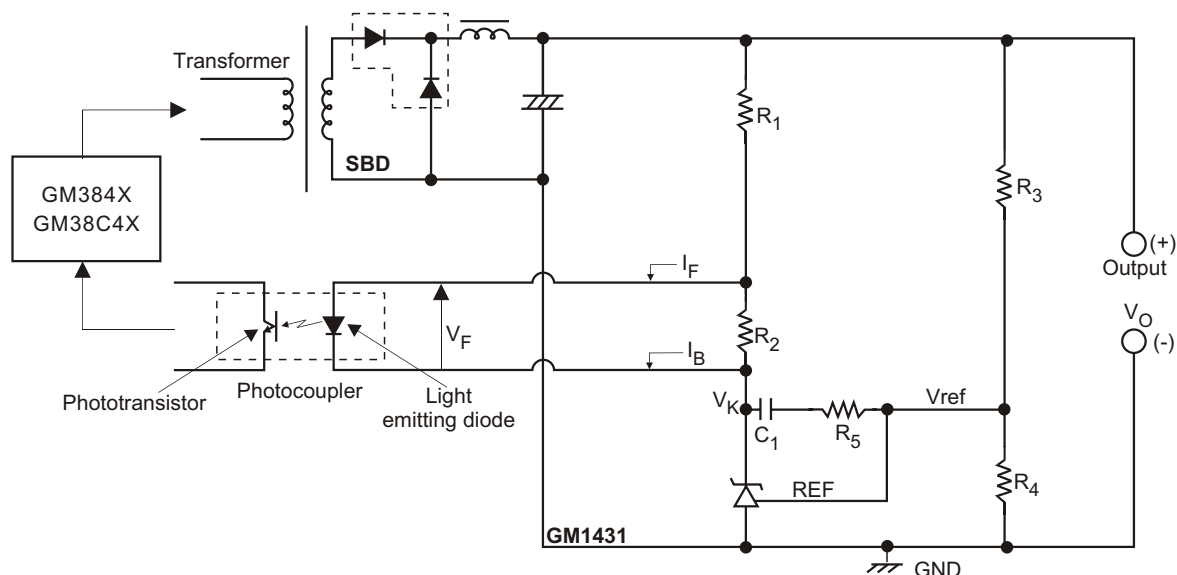 Transformer
SBD
GM384X
GM38C4X
R1
R3
(+)
Output
VO
(-)
IF
VF
R2
IB
Photocoupler
Phototransistor
Light
emitting diode
VK
C1
R5
Vref
R4
REF
GM1431
GND